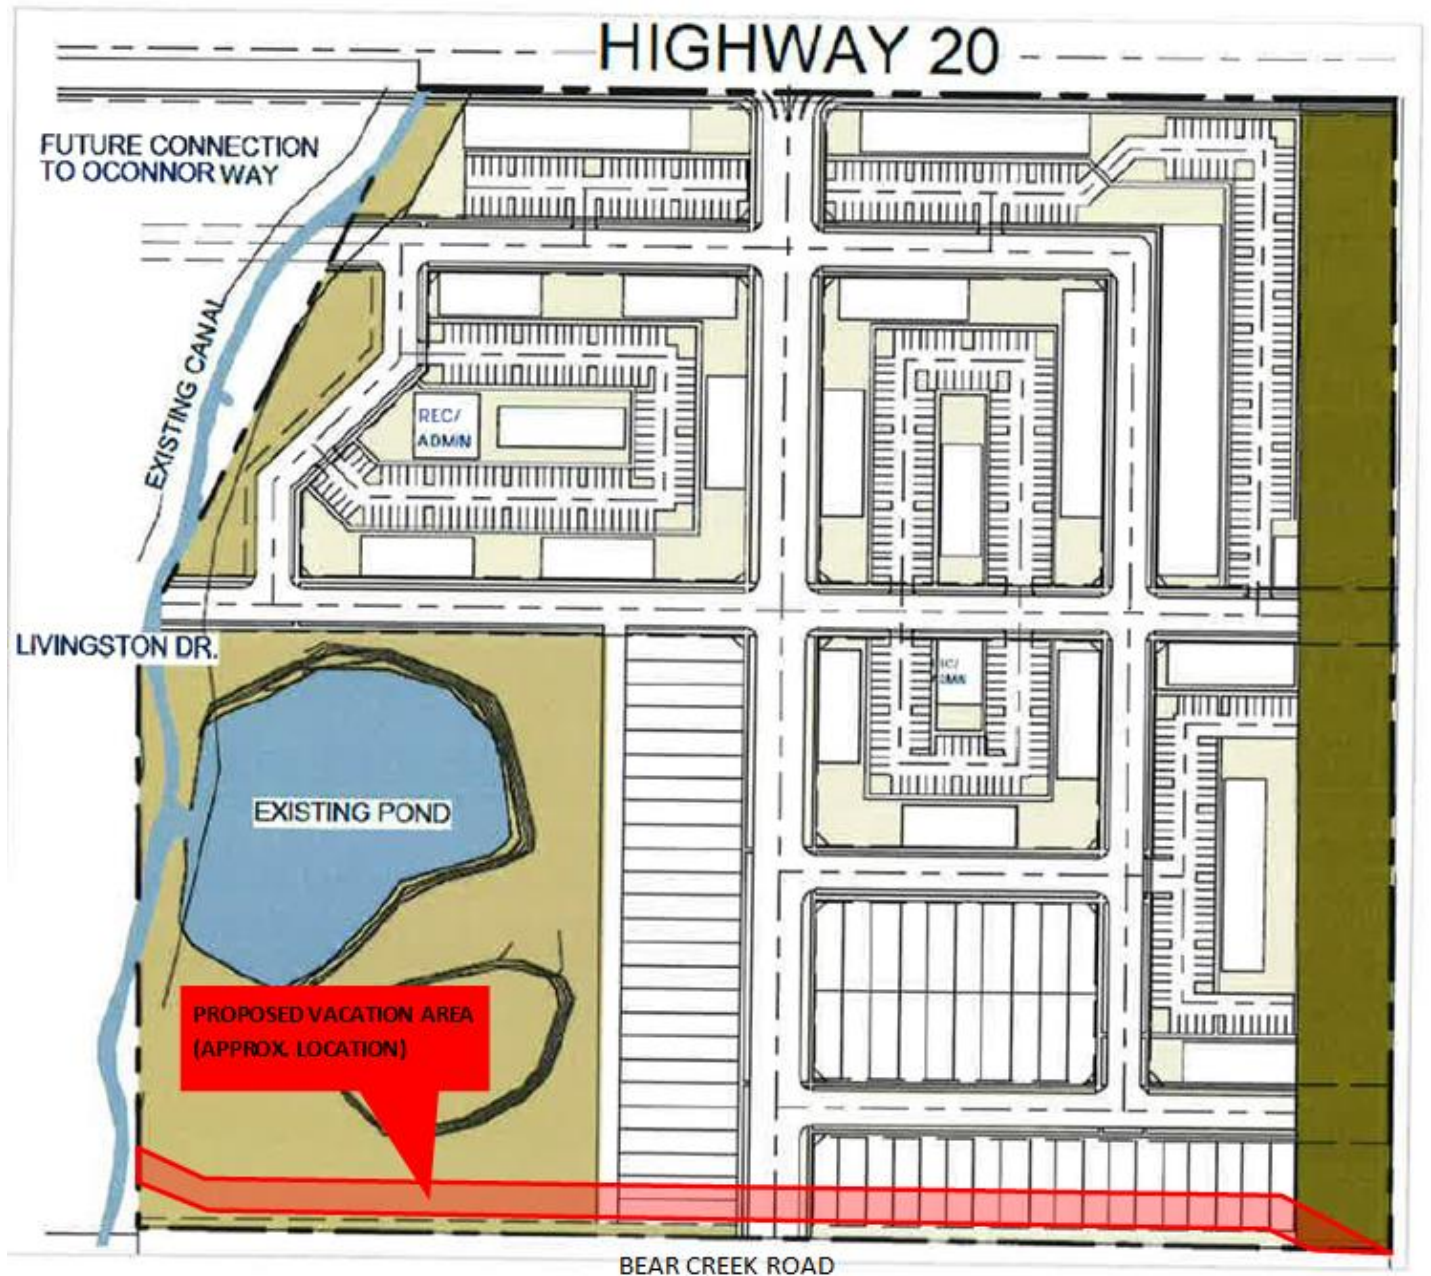 HIGHWAY 20
FUTURE CONNECTION
TO OCONNOR WAY
EXISTING CANAL
REC/
ADMIN
LIVINGSTON DR.
EXISTING POND
PROPOSED VACATION AREA
(APPROX. LOCATION)
BEAR CREEK ROAD